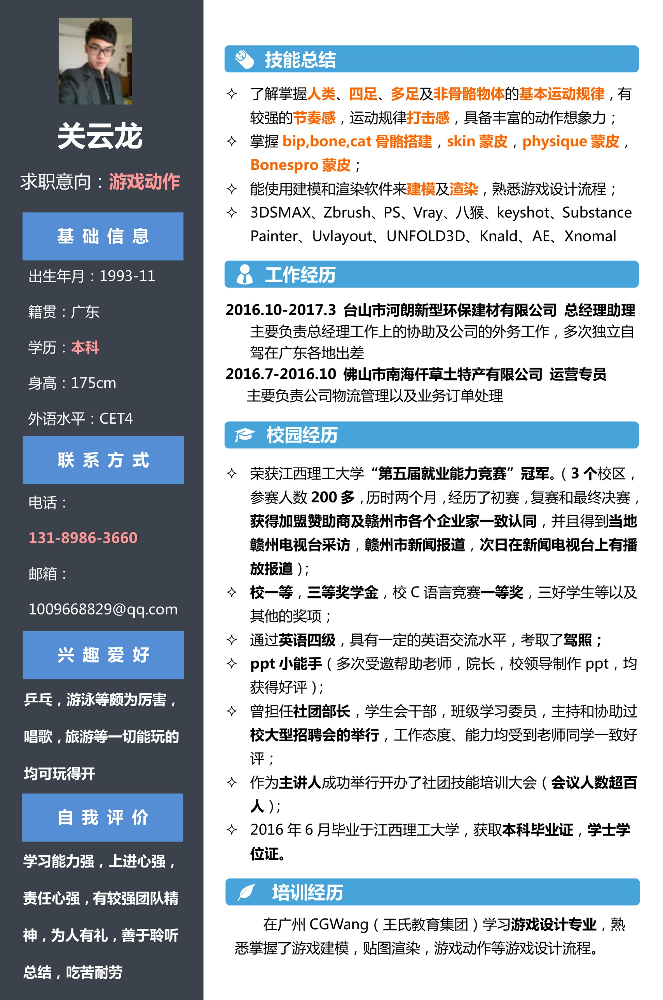 关云龙
求职意向：游戏动作
基础信息
出生年月：1993-11
籍贯：广东
学历：本科
身高：175cm
外语水平：CET4
联系方式
电话：
131-8986-3660
邮箱：
1009668829@qq.com
兴趣爱好
乒乓，游泳等颇为厉害，
唱歌，旅游等一切能玩的
均可玩得开
自我评价
学习能力强，上进心强，
责任心强，有较强团队精
神，为人有礼，善于聆听
总结，吃苦耐劳
技能总结
了解掌握人类、四足、多足及非骨骼物体的基本运动规律，有
较强的节奏感，运动规律打击感，具备丰富的动作想象力；
掌握 bip,bone,cat 骨骼搭建，skin 蒙皮，physique 蒙皮，
Bonespro 蒙皮；
能使用建模和渲染软件来建模及渲染，熟悉游戏设计流程；
3DSMAX、Zbrush、PS、Vray、八猴、keyshot、Substance
Painter、Uvlayout、UNFOLD3D、Knald、AE、Xnomal
工作经历
2016.10-2017.3 台山市河朗新型环保建材有限公司 总经理助理
主要负责总经理工作上的协助及公司的外务工作，多次独立自
驾在广东各地出差
2016.7-2016.10 佛山市南海仟草土特产有限公司 运营专员
主要负责公司物流管理以及业务订单处理
校园经历
荣获江西理工大学“第五届就业能力竞赛”冠军。（3 个校区，
参赛人数 200 多，历时两个月，经历了初赛，复赛和最终决赛，
获得加盟赞助商及赣州市各个企业家一致认同，并且得到当地
赣州电视台采访，赣州市新闻报道，次日在新闻电视台上有播
放报道）；
校一等，三等奖学金，校 C 语言竞赛一等奖，三好学生等以及
其他的奖项；
通过英语四级，具有一定的英语交流水平，考取了驾照；
ppt 小能手（多次受邀帮助老师，院长，校领导制作 ppt，均
获得好评）；
曾担任社团部长，学生会干部，班级学习委员，主持和协助过
校大型招聘会的举行，工作态度、能力均受到老师同学一致好
评；
作为主讲人成功举行开办了社团技能培训大会（会议人数超百
人）；
2016 年 6 月毕业于江西理工大学，获取本科毕业证，学士学
位证。
培训经历
在广州 CGWang（王氏教育集团）学习游戏设计专业，熟
悉掌握了游戏建模，贴图渲染，游戏动作等游戏设计流程。